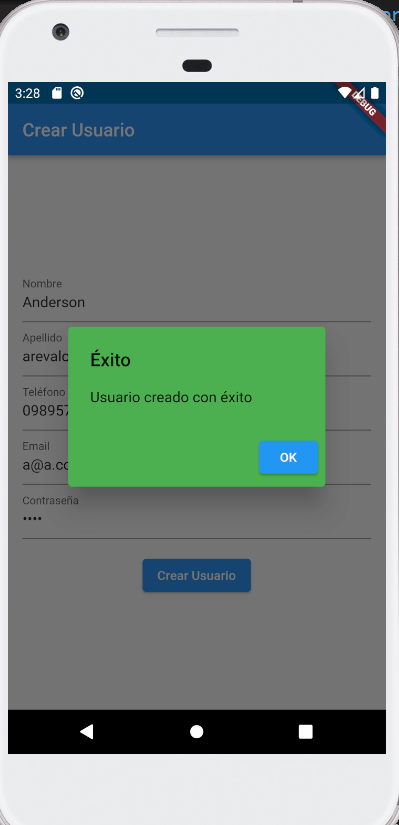 er
3:28
DEBUG
Crear Usuario
Nombre
Anderson
Apellido
arevalo
Éxito
Usuario creado con éxito
Teléfono
098957
Email
a@a.co
OK
Contraseña
••••
Crear Usuario